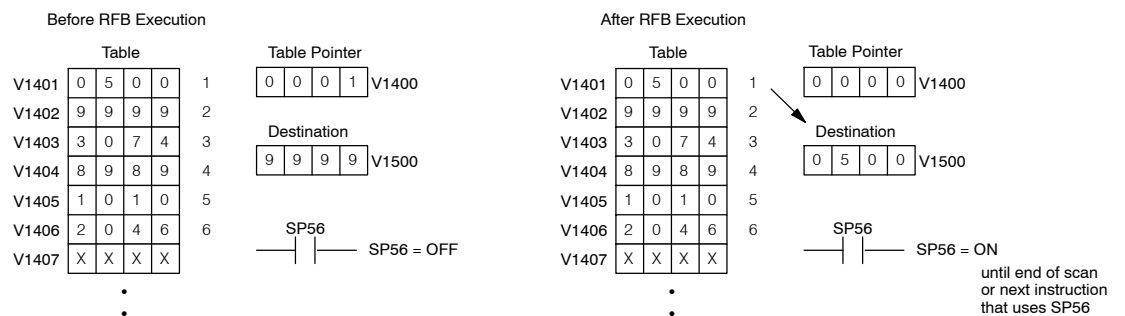 Before RFB Execution
Table
V1401 0 5 0 0 1
V1402 9 9 9 9 2
V1403 3 0 7 4 3
V1404 8 9 8 9 4
V1405 1 0 1 0 5
V1406 2 0 4 6 6
V1407 X X X X
Table Pointer
0 0 0 1 V1400
Destination
9 9 9 9 V1500
SP56
SP56 = OFF
After RFB Execution
Table
V1401 0 5 0 0 1
V1402 9 9 9 9 2
V1403 3 0 7 4 3
V1404 8 9 8 9 4
V1405 1 0 1 0 5
V1406 2 0 4 6 6
V1407 X X X X
Table Pointer
0 0 0 0 V1400
Destination
0 5 0 0 V1500
SP56
SP56 = ON
until end of scan
or next instruction
that uses SP56